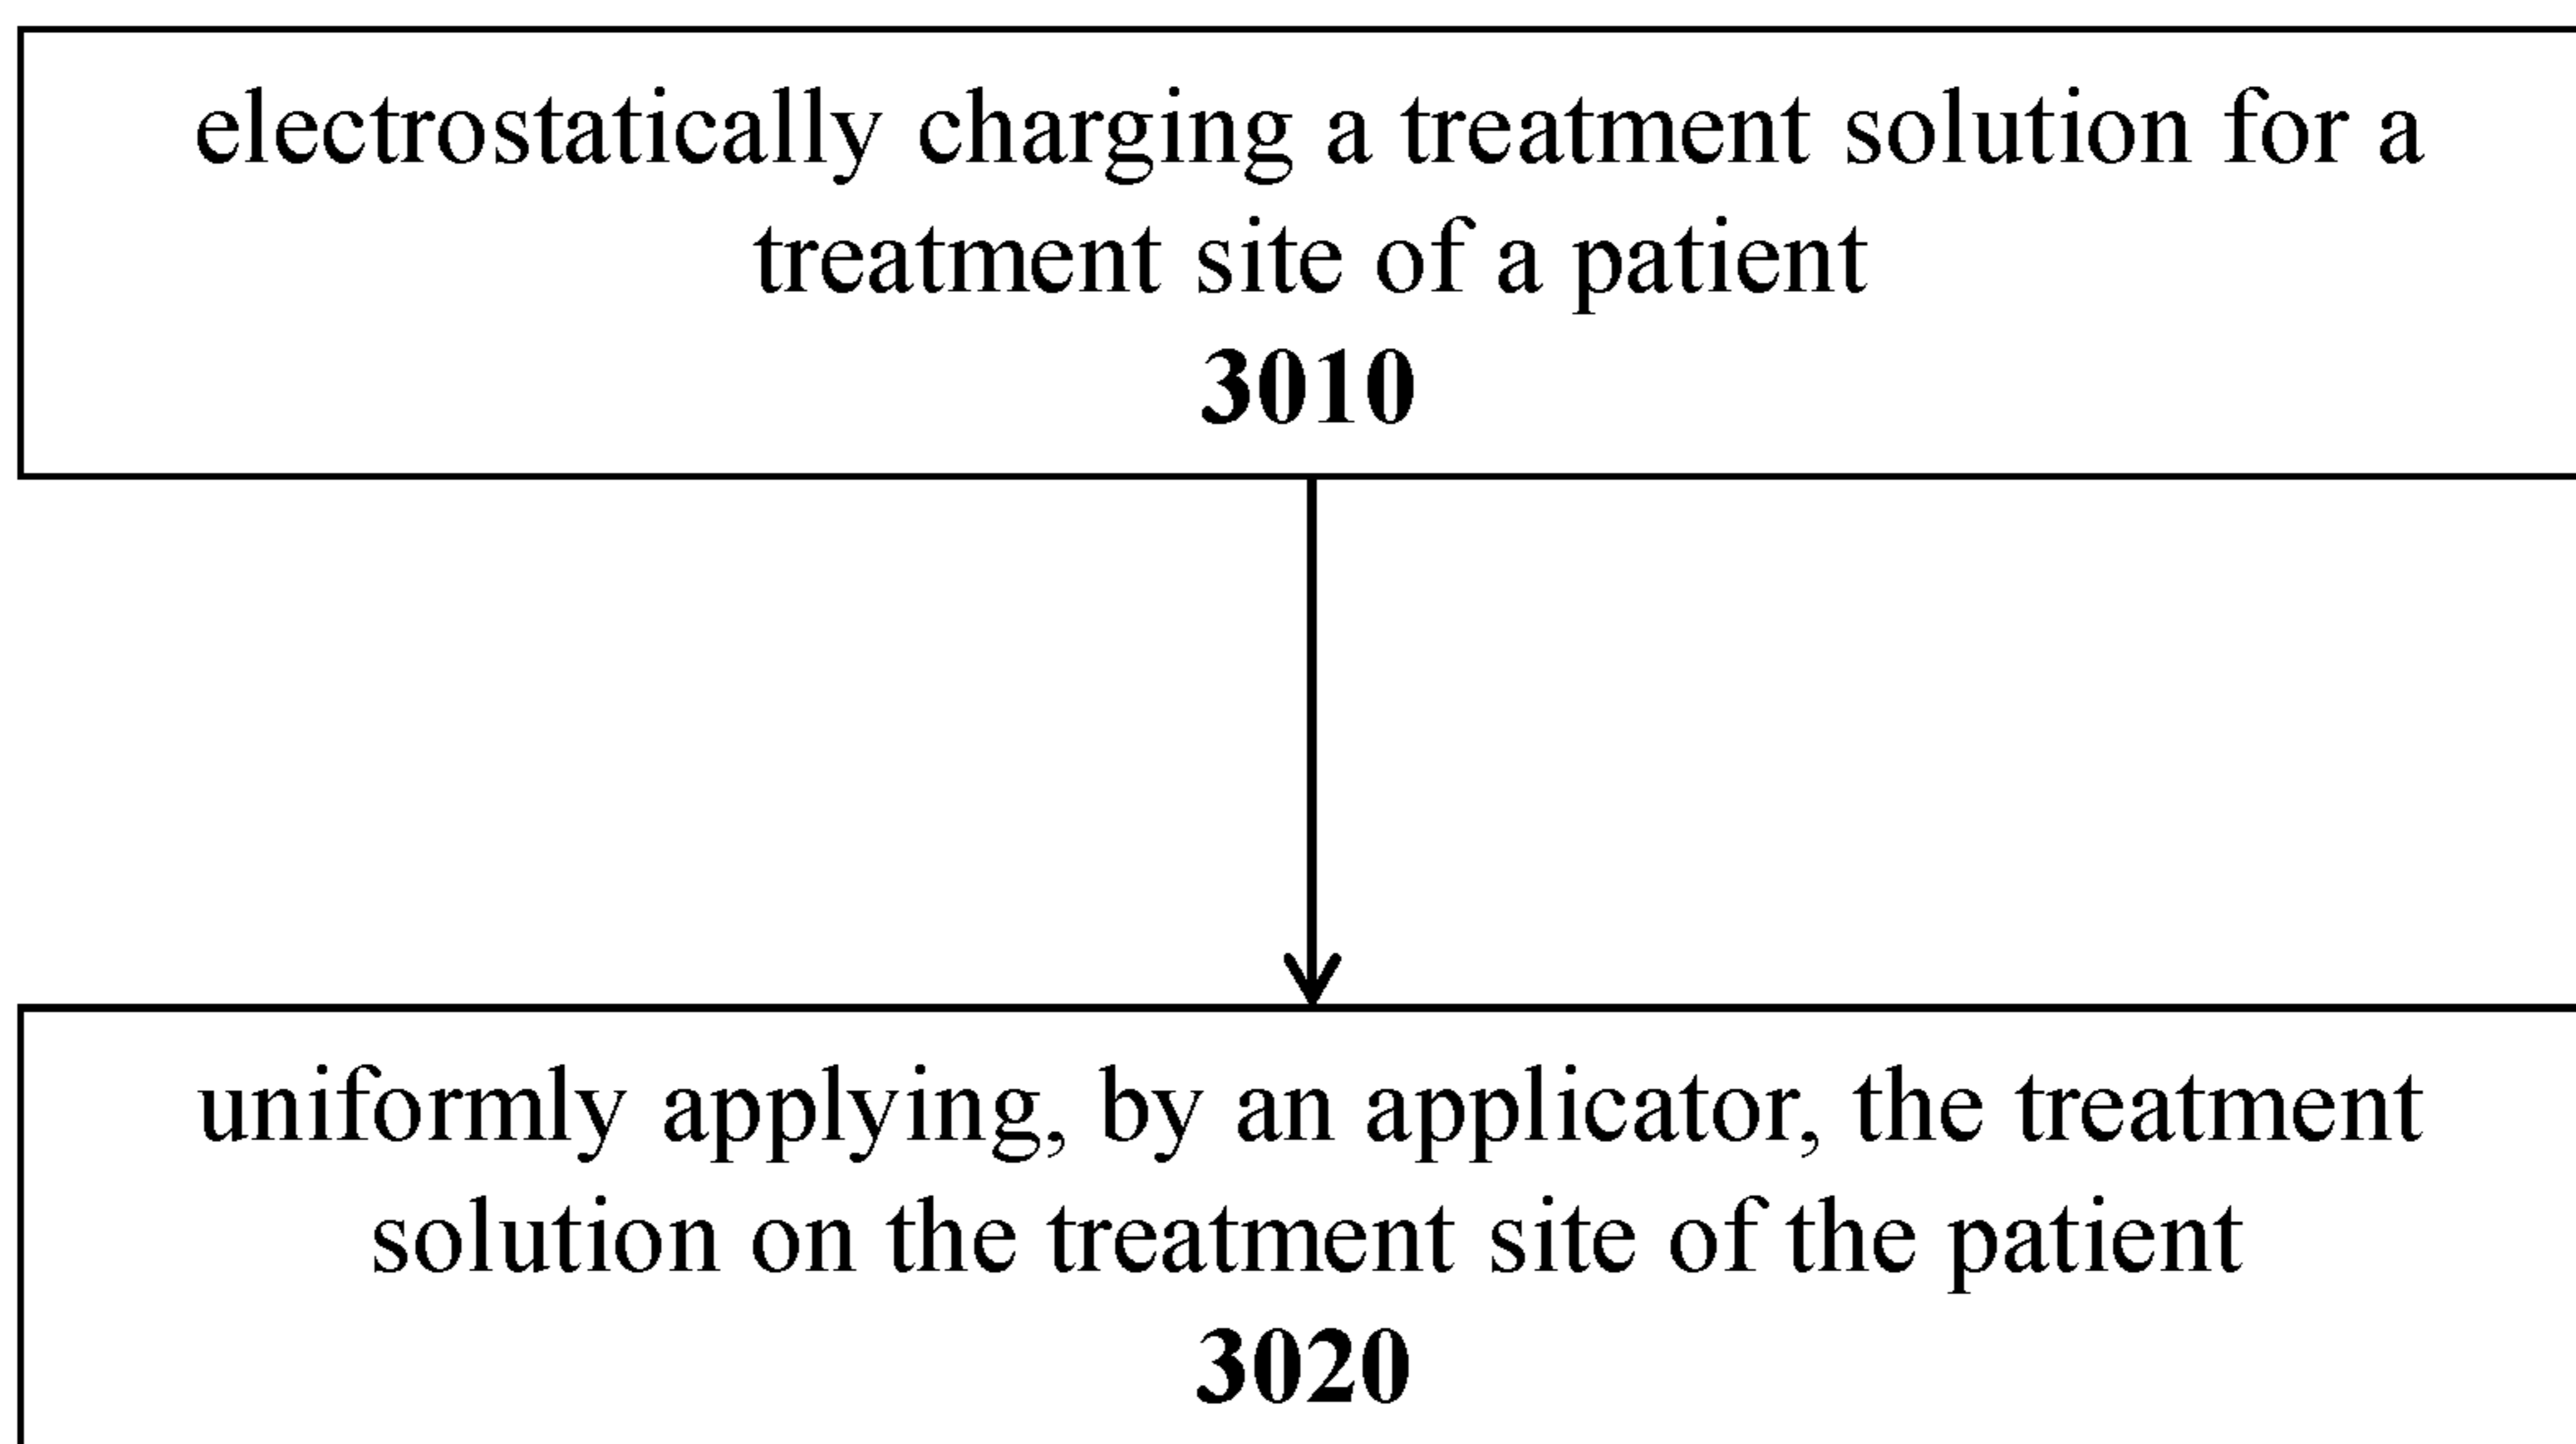 electrostatically charging a treatment solution for a
treatment site of a patient
3010
uniformly applying, by an applicator, the treatment
solution on the treatment site of the patient
3020